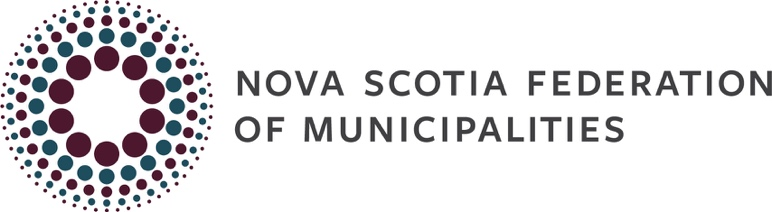 NOVA SCOTIA FEDERATION
OF MUNICIPALITIES